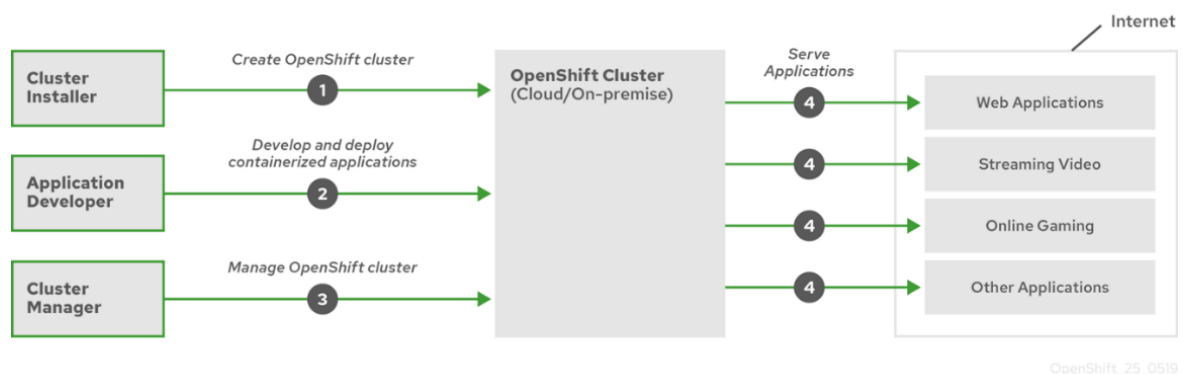 Internet
Cluster
Installer
Create OpenShift cluster
1
OpenShift Cluster
(Cloud/On-premise)
Serve
Applications
4
Web Applications
Application
Developer
Develop and deploy
containerized applications
2
4
Streaming Video
4
Online Gaming
Cluster
Manager
Manage OpenShift cluster
3
4
Other Applications
OpenShift_25_0519